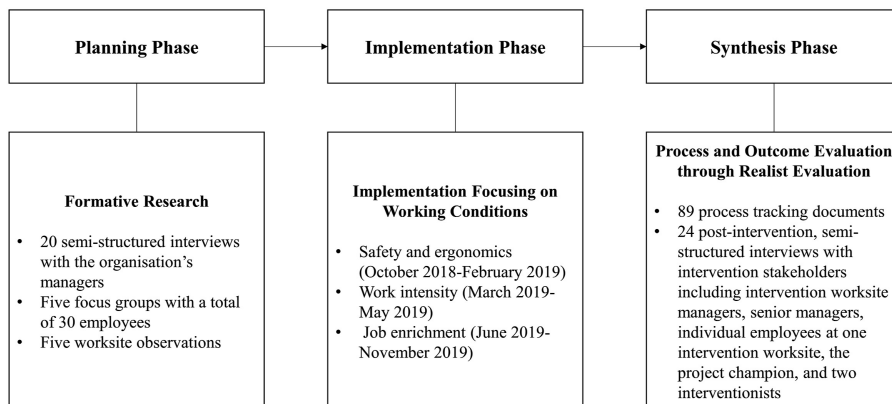 Planning Phase
Implementation Phase
Synthesis Phase
Formative Research
• 20 semi-structured interviews
with the organisation's
managers
• Five focus groups with a total
of 30 employees
• Five worksite observations
Implementation Focusing on
Working Conditions
• Safety and ergonomics
(October 2018-February 2019)
• Work intensity (March 2019-
May 2019)
• Job enrichment (June 2019-
November 2019)
Process and Outcome Evaluation
through Realist Evaluation
• 89 process tracking documents
• 24 post-intervention, semi-
structured interviews with
intervention stakeholders
including intervention worksite
managers, senior managers,
individual employees at one
intervention worksite, the
project champion, and two
interventionists